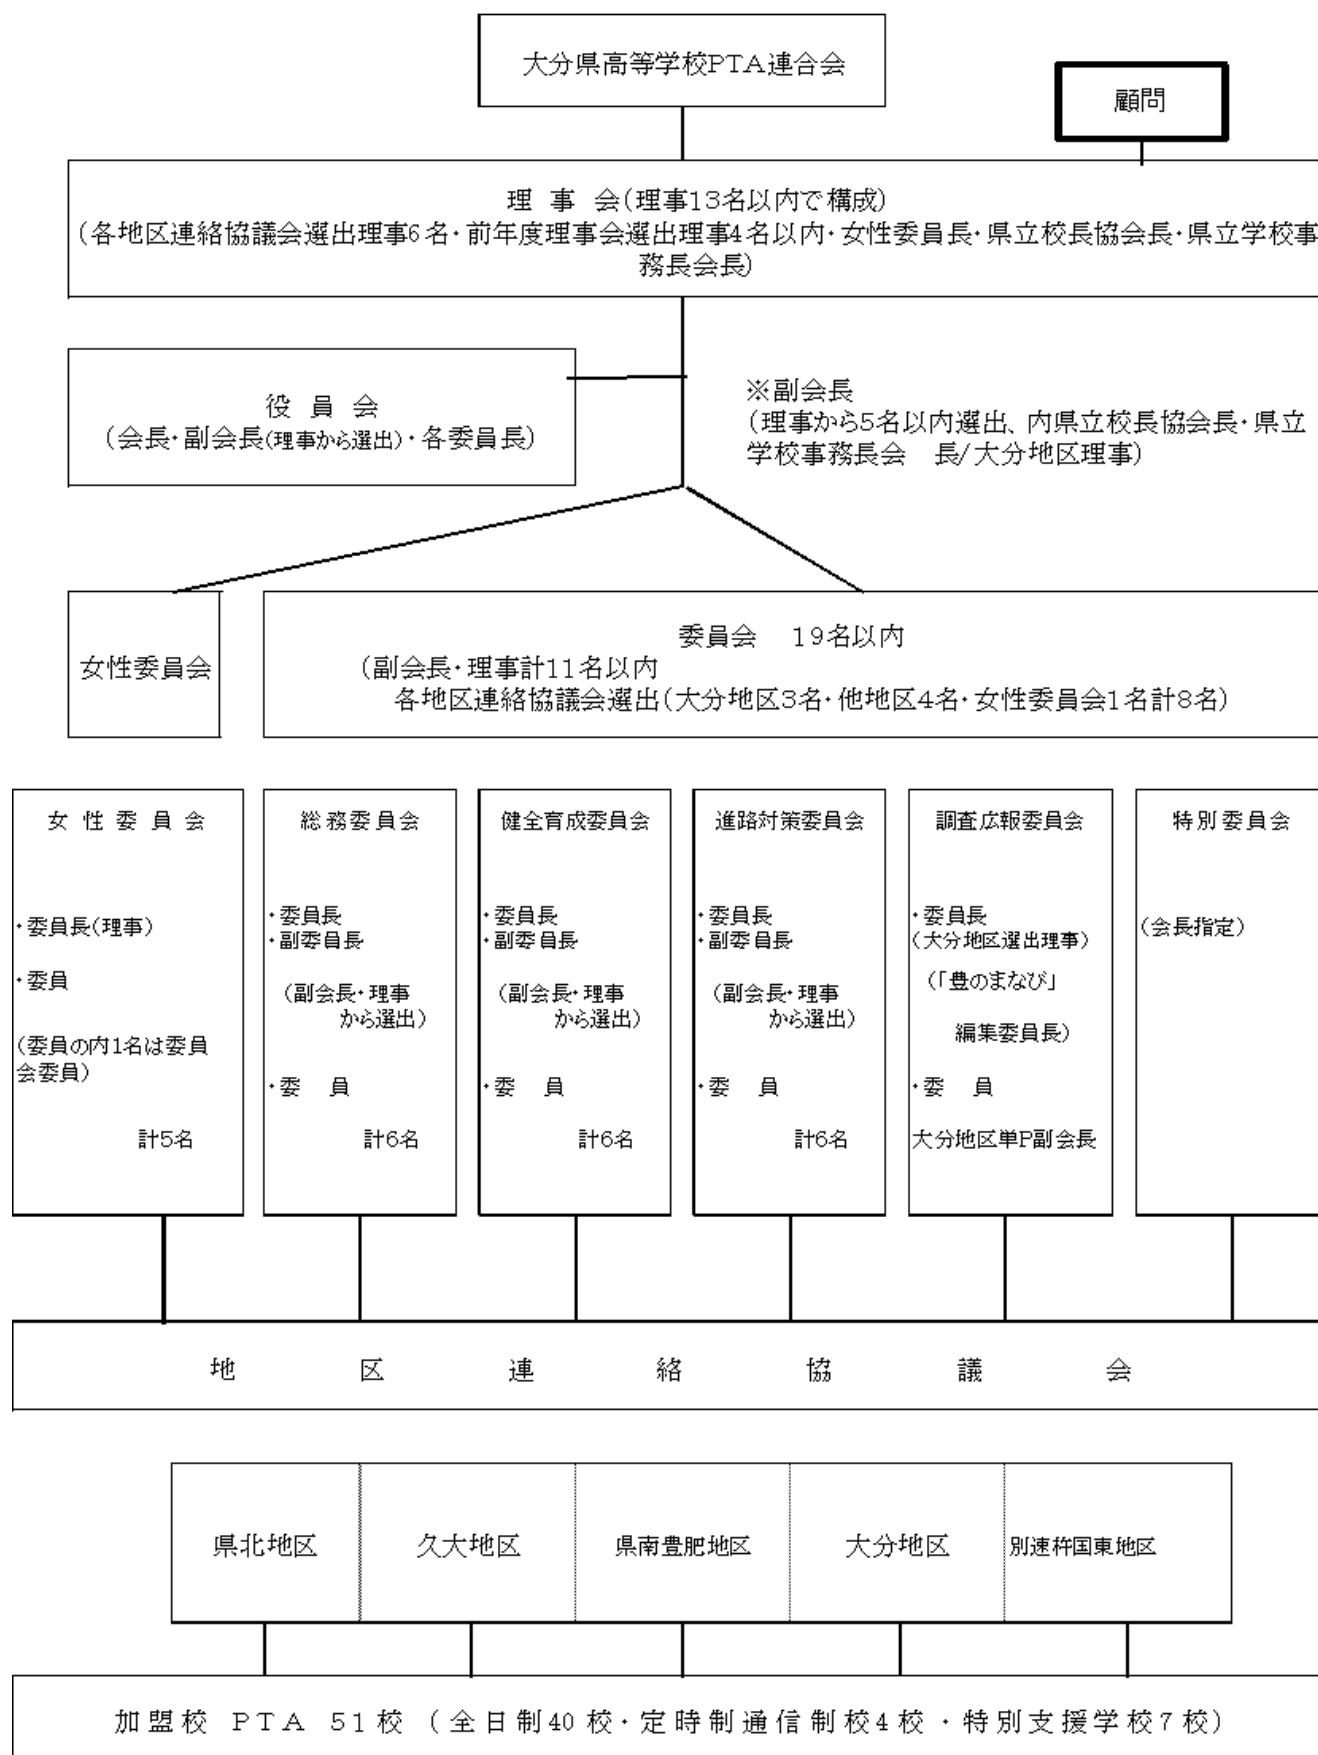 大分県高等学校PTA連合会
顧問
理 事 会(理事13名以内で構成)
(各地区連絡協議会選出理事6名・前年度理事会選出理事4名以内・女性委員長・県立校長協会長・県立学校事
務長会長)
役 員 会
(会長・副会長(理事から選出)・各委員長)
※副会長
(理事から5名以内選出、内県立校長協会長・県立
学校事務長会 長/大分地区理事)
女性委員会
委員会 19名以内
(副会長・理事計11名以内
各地区連絡協議会選出(大分地区3名・他地区4名・女性委員会1名計8名)
女 性 委 員 会
・委員長(理事)
・委員
(委員の内1名は委員
会委員)
計5名
総務委員会
・委員長
・副委員長
(副会長・理事
から選出)
・委 員
計6名
健全育成委員会
・委員長
・副委員長
(副会長・理事
から選出)
・委 員
計6名
進路対策委員会
・委員長
・副委員長
(副会長・理事
から選出)
・委 員
計6名
調査広報委員会
・委員長
(大分地区選出理事)
(「豊のまなび」
編集委員長)
・委 員
大分地区単P副会長
特別委員会
(会長指定)
地 区 連 絡 協 議 会
県北地区
久大地区
県南豊肥地区
大分地区
別速杵国東地区
加盟校 PTA 51校 (全日制40校・定時制通信制校4校・特別支援学校7校)